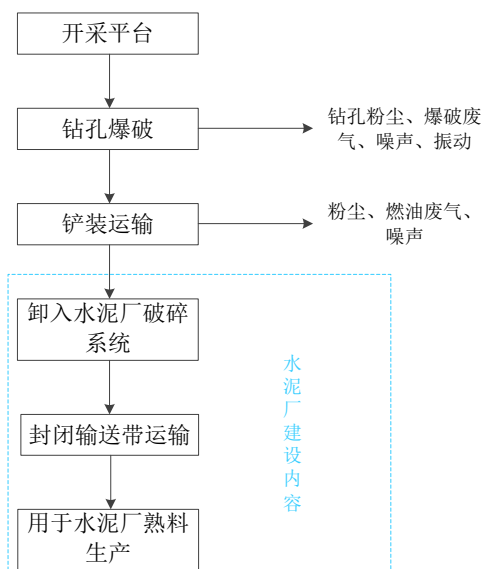 开采平台
钻孔爆破
钻孔粉尘、爆破废
气、噪声、振动
铲装运输
粉尘、燃油废气、
噪声
卸入水泥厂破碎
系统
水泥厂建设内容
封闭输送带运输
用于水泥厂熟料
生产